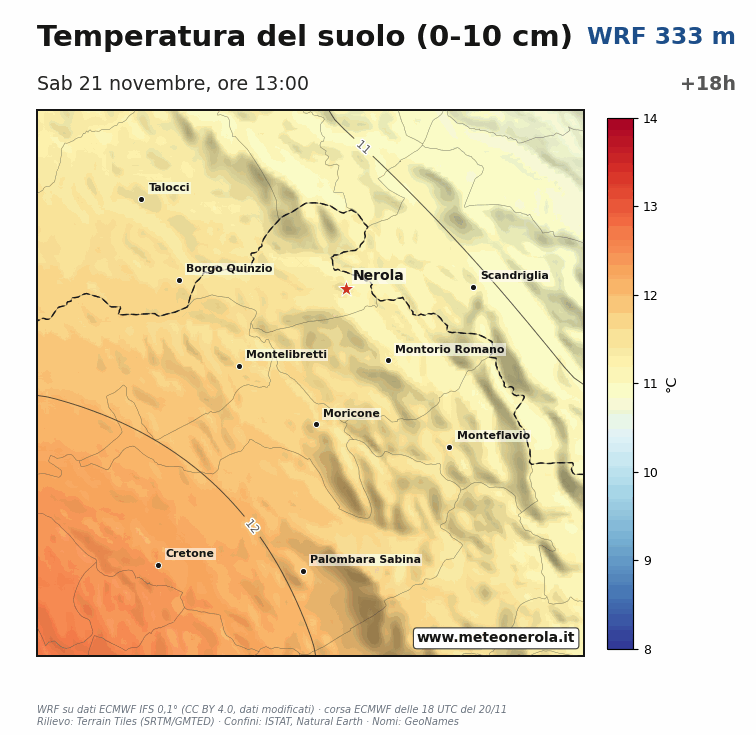 Temperatura del suolo (0-10 cm) WRF 333 m
Sab 21 novembre, ore 13:00 +18h
11
Talocci
Borgo Quinzio
Nerola
Scandriglia
Montelibretti
Montorio Romano
Moricone
Monteflavio
12
Cretone
Palombara Sabina
www.meteonerola.it
14
13
12
11
10
9
8
°C
WRF su dati ECMWF IFS 0,1° (CC BY 4.0, dati modificati) · corsa ECMWF delle 18 UTC del 20/11
Rilievo: Terrain Tiles (SRTM/GMTED) · Confini: ISTAT, Natural Earth · Nomi: GeoNames